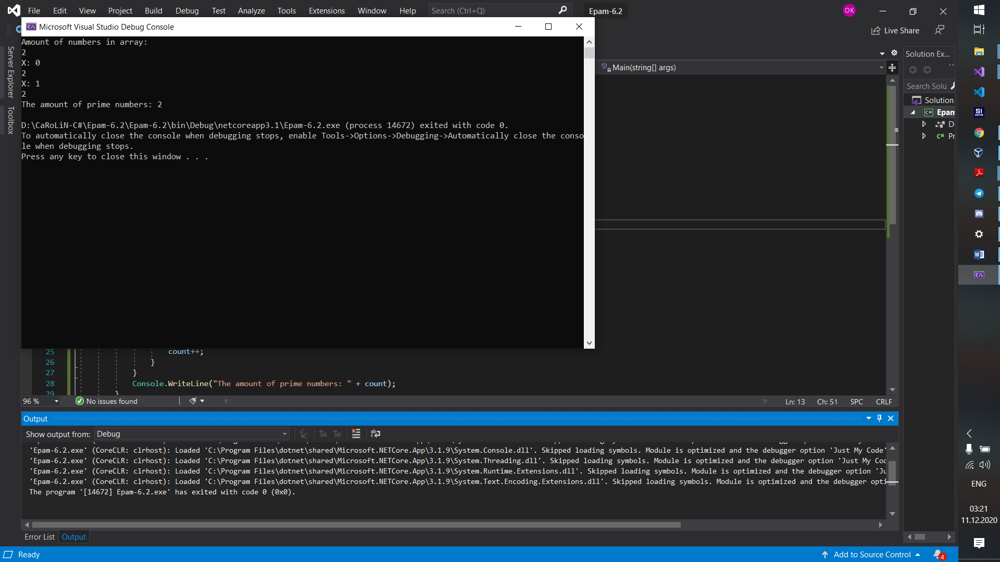 File Edit View Project Build Debug Test Analyze Tools Extensions Window Help Search (Ctrl+Q) Epam-6.2 OK
Microsoft Visual Studio Debug Console
Live Share
Server Explorer
Toolbox
Amount of numbers in array:
2
X: 0
2
X: 1
2
The amount of prime numbers: 2
D:\CaRoLiN-C#\Epam-6.2\Epam-6.2\bin\Debug\netcoreapp3.1\Epam-6.2.exe (process 14672) exited with code 0.
To automatically close the console when debugging stops, enable Tools->Options->Debugging->Automatically close the conso
le when debugging stops.
Press any key to close this window . . .
Main(string[] args)
Solution Ex...
Search Solu
Solution
C# Epam
D
C# Pr
25 count++;
26 }
27 }
28 Console.WriteLine("The amount of prime numbers: " + count);
29 }
96 % No issues found Ln: 13 Ch: 51 SPC CRLF
Output
Show output from: Debug
'Epam-6.2.exe' (CoreCLR: clrhost): Loaded 'C:\Program Files\dotnet\shared\Microsoft.NETCore.App\3.1.9\System.Console.dll'. Skipped loading symbols. Module is optimized and the debugger option 'Just My Code'
'Epam-6.2.exe' (CoreCLR: clrhost): Loaded 'C:\Program Files\dotnet\shared\Microsoft.NETCore.App\3.1.9\System.Threading.dll'. Skipped loading symbols. Module is optimized and the debugger option 'Just My Cod
'Epam-6.2.exe' (CoreCLR: clrhost): Loaded 'C:\Program Files\dotnet\shared\Microsoft.NETCore.App\3.1.9\System.Runtime.Extensions.dll'. Skipped loading symbols. Module is optimized and the debugger option 'Ju
'Epam-6.2.exe' (CoreCLR: clrhost): Loaded 'C:\Program Files\dotnet\shared\Microsoft.NETCore.App\3.1.9\System.Text.Encoding.Extensions.dll'. Skipped loading symbols. Module is optimized and the debugger opti
The program '[14672] Epam-6.2.exe' has exited with code 0 (0x0).
Error List Output
Ready Add to Source Control 4
SI
GAME
ENG
03:21
11.12.2020